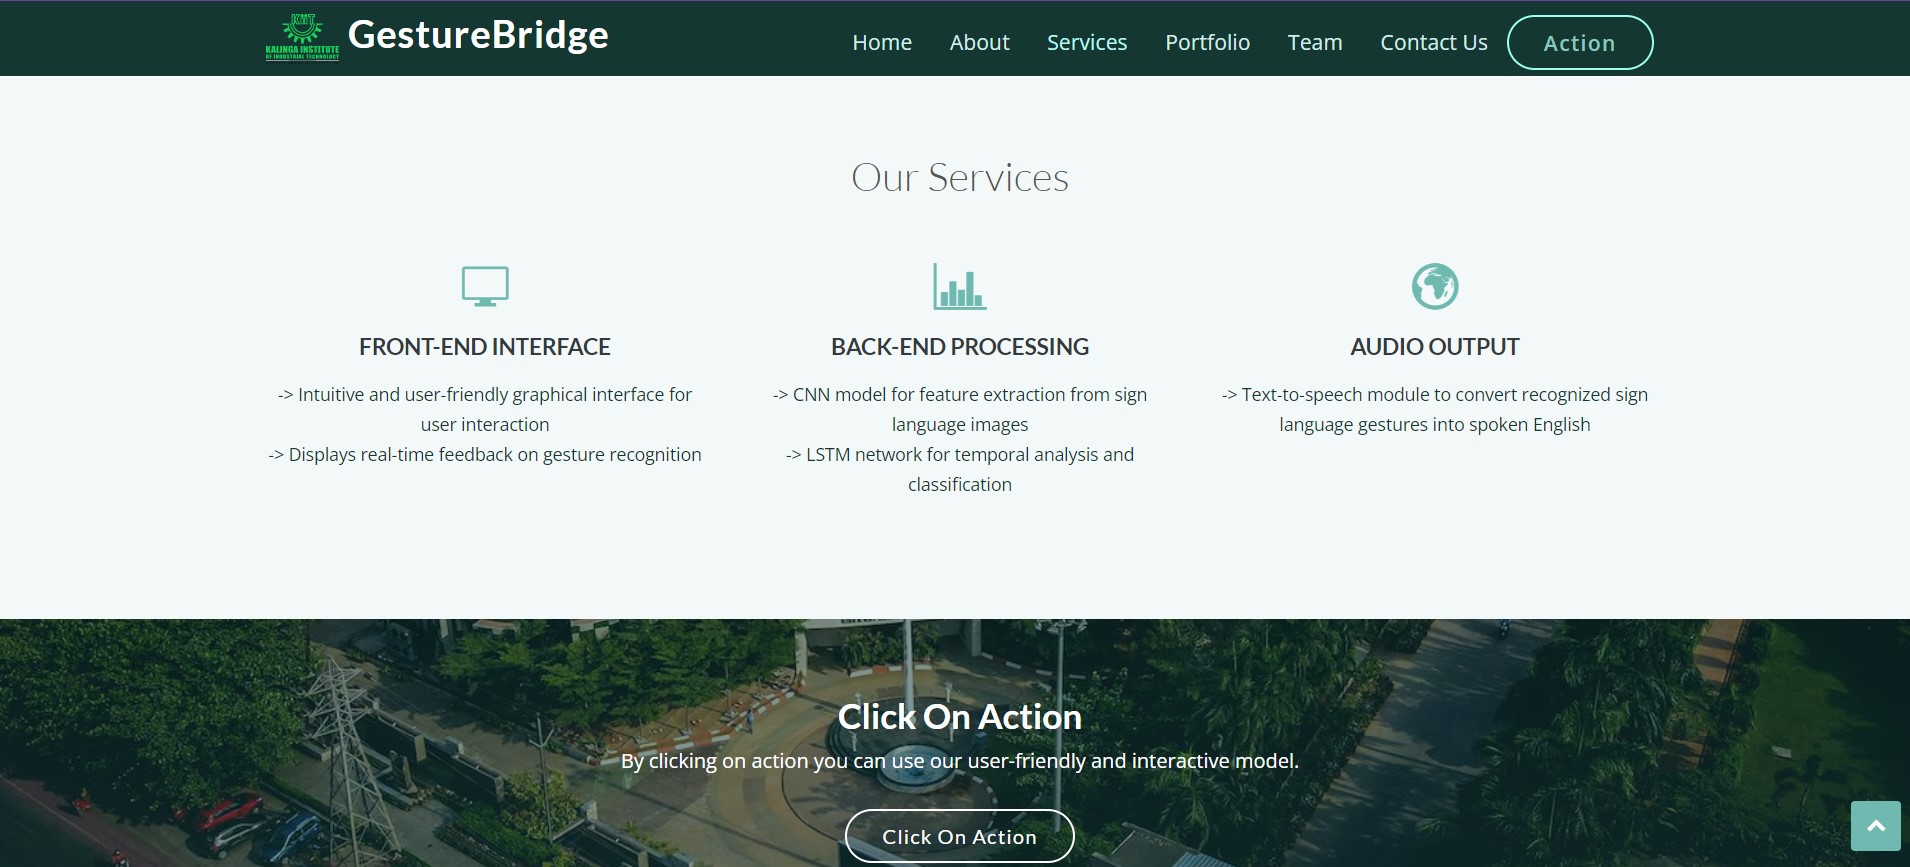 KIIT
KALINGA INSTITUTE
OF INDUSTRIAL TECHNOLOGY
GestureBridge
Home About Services Portfolio Team Contact Us Action
Our Services
FRONT-END INTERFACE
-> Intuitive and user-friendly graphical interface for
user interaction
-> Displays real-time feedback on gesture recognition
BACK-END PROCESSING
-> CNN model for feature extraction from sign
language images
-> LSTM network for temporal analysis and
classification
AUDIO OUTPUT
-> Text-to-speech module to convert recognized sign
language gestures into spoken English
Click On Action
By clicking on action you can use our user-friendly and interactive model.
Click On Action